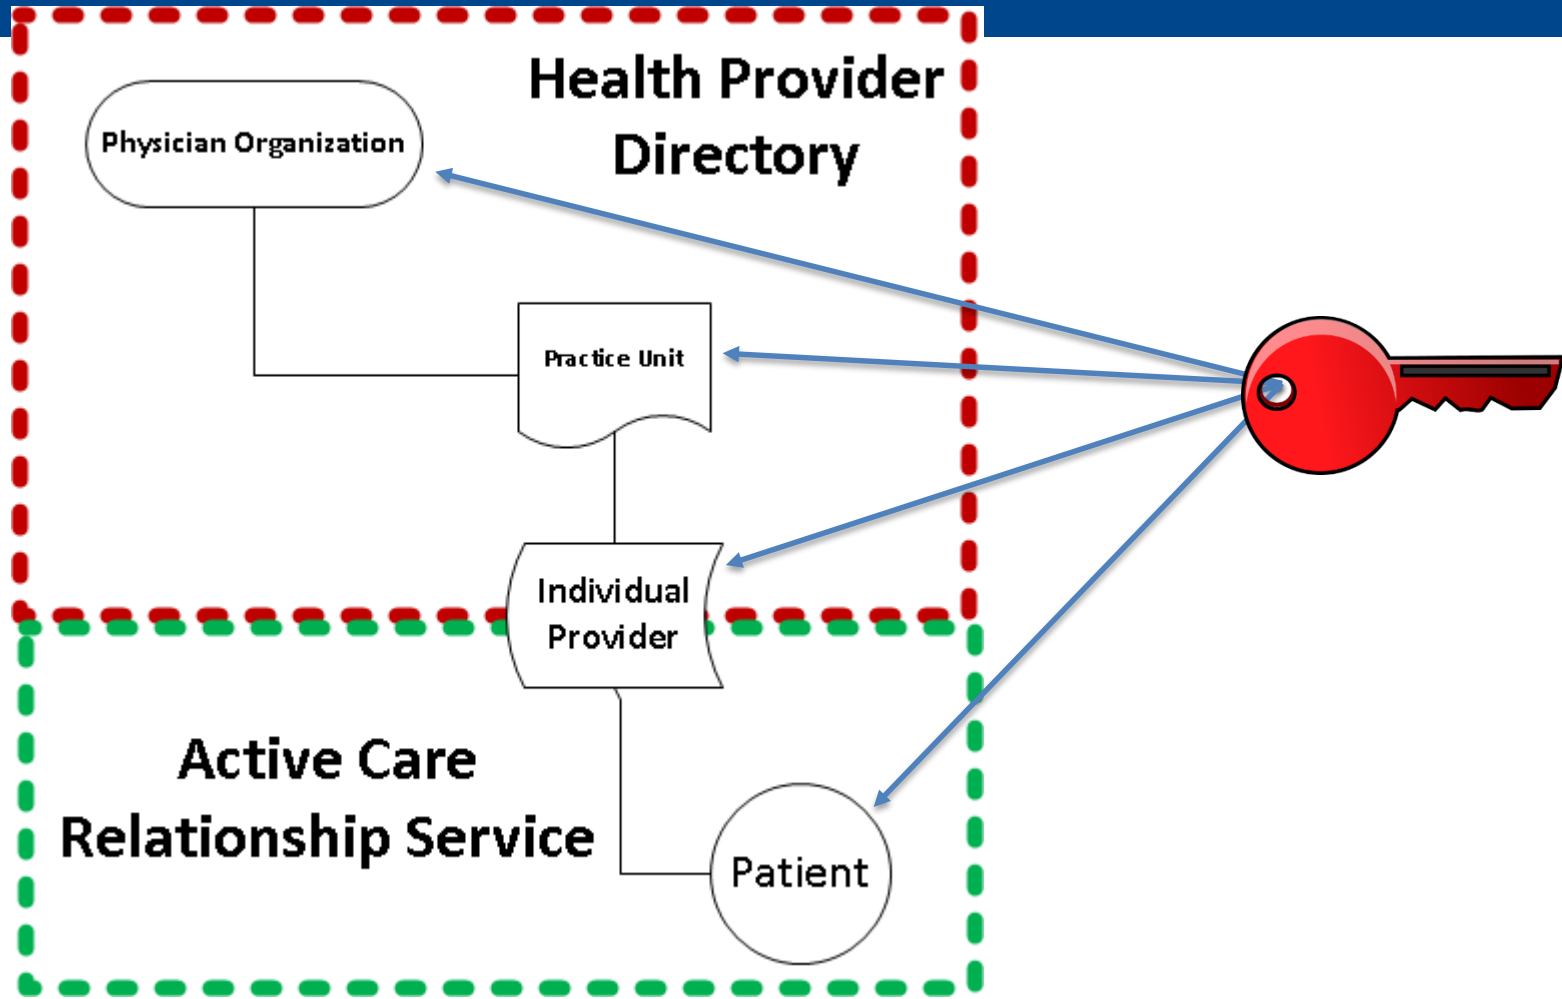 Health Provider
Directory
Physician Organization
Practice Unit
Individual
Provider
Active Care
Relationship Service
Patient